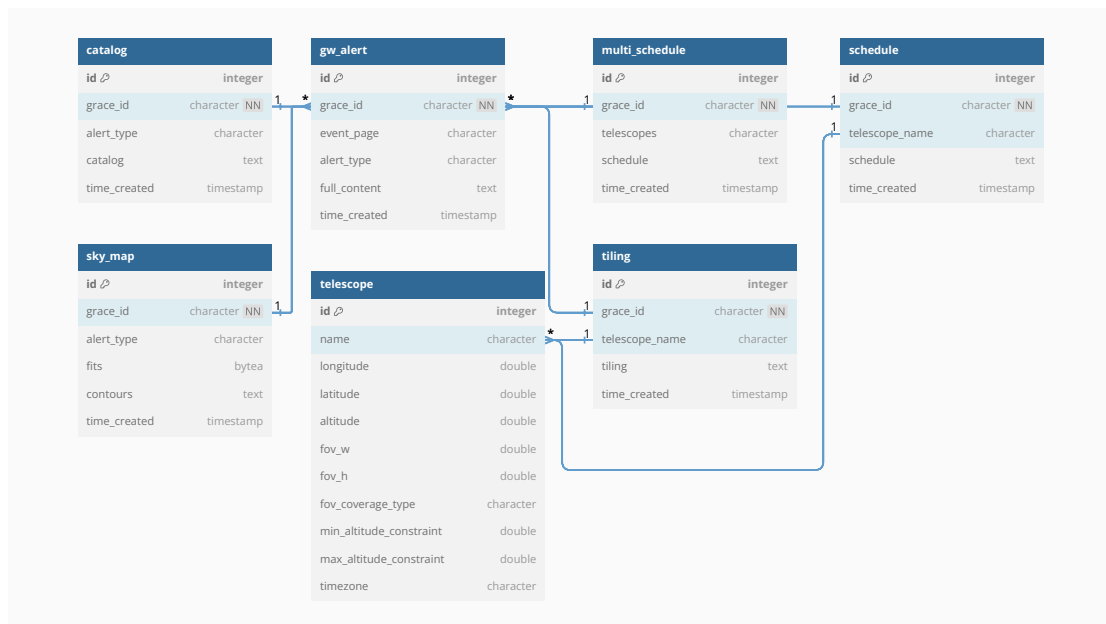 catalog
id integer
grace_id character NN
alert_type character
catalog text
time_created timestamp
1
*
gw_alert
id integer
grace_id character NN
event_page character
alert_type character
full_content text
time_created timestamp
*
1
multi_schedule
id integer
grace_id character NN
telescopes character
schedule text
time_created timestamp
1
1
schedule
id integer
grace_id character NN
telescope_name character
schedule text
time_created timestamp
sky_map
id integer
grace_id character NN
alert_type character
fits bytea
contours text
time_created timestamp
1
telescope
id integer
name character
longitude double
latitude double
altitude double
fov_w double
fov_h double
fov_coverage_type character
min_altitude_constraint double
max_altitude_constraint double
timezone character
*
1
1
tiling
id integer
grace_id character NN
telescope_name character
tiling text
time_created timestamp